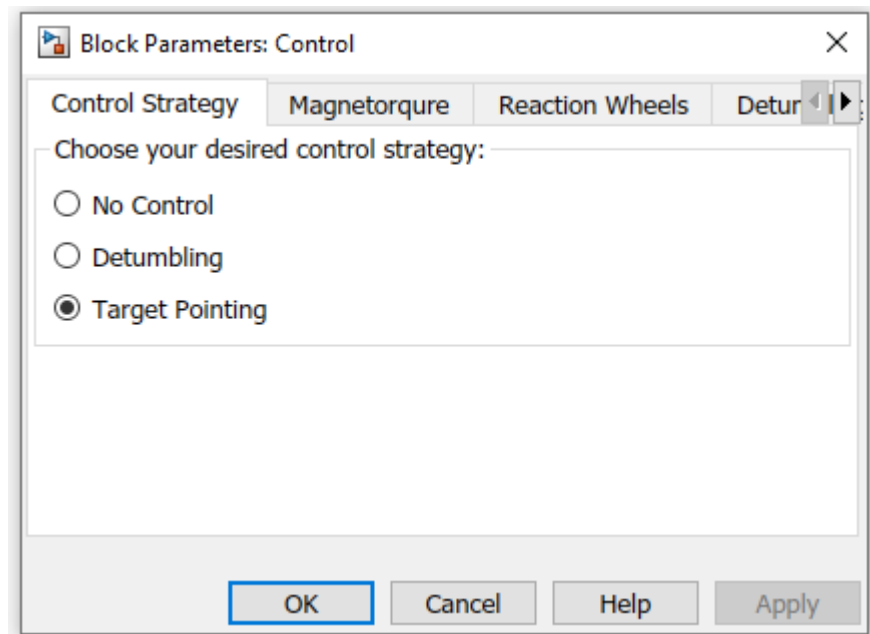 Block Parameters: Control
Control Strategy Magnetorqure Reaction Wheels Detum
Choose your desired control strategy:
No Control
Detumbling
Target Pointing
OK Cancel Help Apply